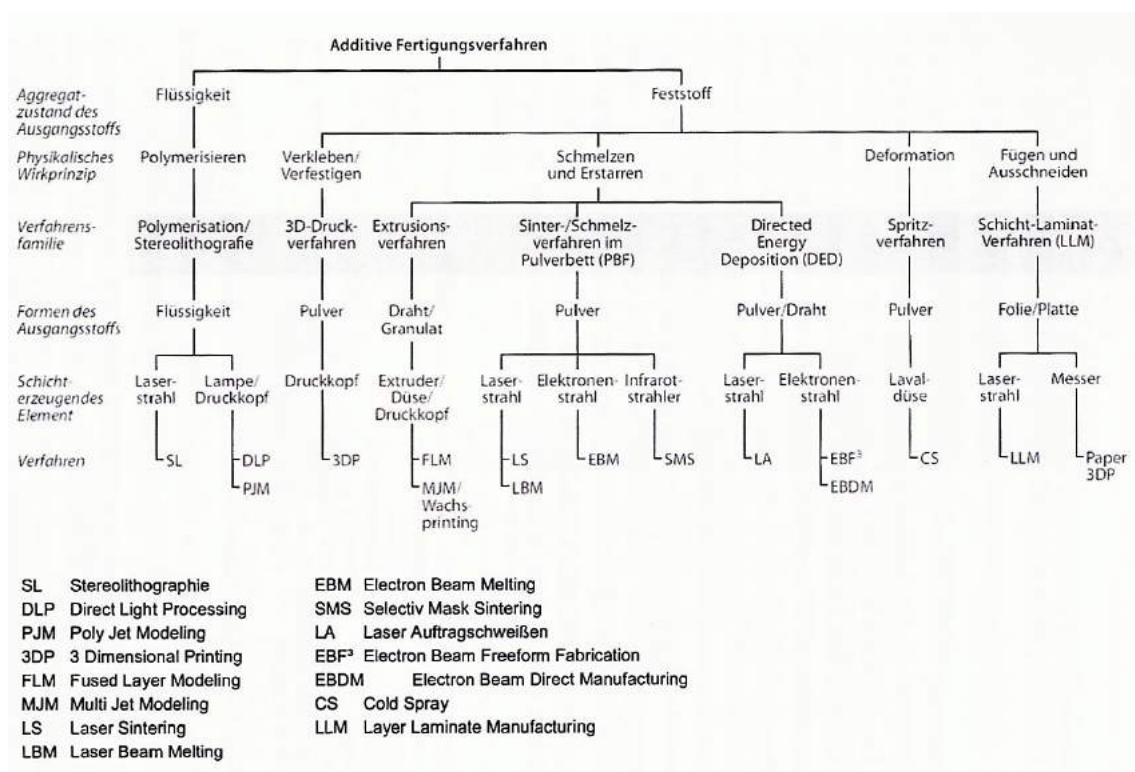 Additive Fertigungsverfahren
Aggregat-
zustand des
Ausgangsstoffs
Flüssigkeit
Feststoff
Physikalisches
Wirkprinzip
Polymerisieren
Verkleben/
Verfestigen
Schmelzen
und Erstarren
Deformation
Fügen und
Ausschneiden
Verfahrens-
familie
Polymerisation/
Stereolithografie
3D-Druck-
verfahren
Extrusions-
verfahren
Sinter-/Schmelz-
verfahren im
Pulverbett (PBF)
Directed
Energy
Deposition (DED)
Spritz-
verfahren
Schicht-Laminat-
Verfahren (LLM)
Formen des
Ausgangsstoffs
Flüssigkeit
Pulver
Draht/
Granulat
Pulver
Pulver/Draht
Pulver
Folie/Platte
Schicht-
erzeugendes
Element
Laser-
strahl
Lampe/
Druckkopf
Druckkopf
Extruder/
Düse/
Druckkopf
Laser-
strahl
Elektronen-
strahl
Infrarot-
strahler
Laser-
strahl
Elektronen-
strahl
Laval-
düse
Laser-
strahl
Messer
Verfahren
SL
DLP
PJM
3DP
FLM
MJM/
Wachs-
printing
LS
LBM
EBM
SMS
LA
EBF³
EBDM
CS
LLM
Paper
3DP
SL Stereolithographie
DLP Direct Light Processing
PJM Poly Jet Modeling
3DP 3 Dimensional Printing
FLM Fused Layer Modeling
MJM Multi Jet Modeling
LS Laser Sintering
LBM Laser Beam Melting
EBM Electron Beam Melting
SMS Selectiv Mask Sintering
LA Laser Auftragschweißen
EBF³ Electron Beam Freeform Fabrication
EBDM Electron Beam Direct Manufacturing
CS Cold Spray
LLM Layer Laminate Manufacturing